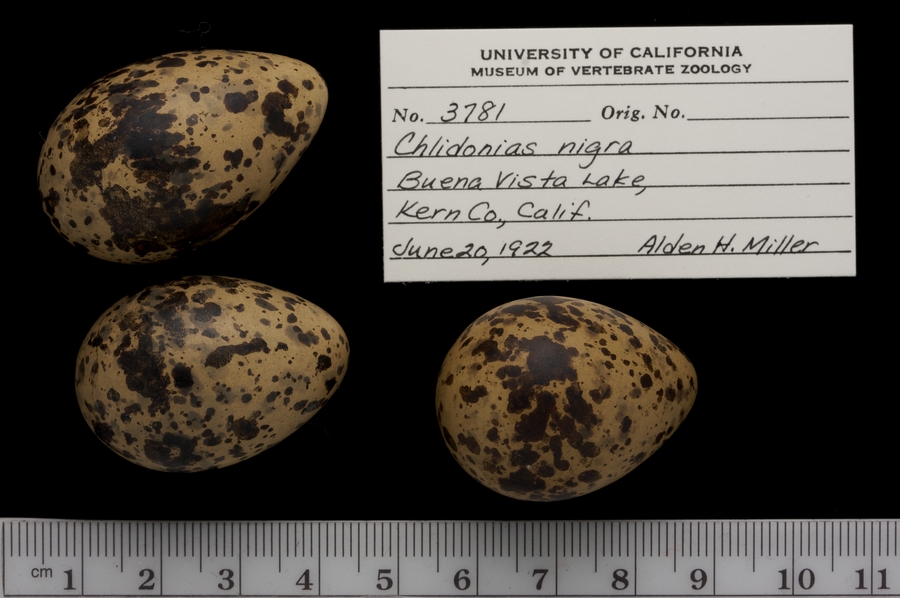 UNIVERSITY OF CALIFORNIA
MUSEUM OF VERTEBRATE ZOOLOGY
No. 3781 Orig. No.
Chlidonias nigra
Buena Vista Lake,
Kern Co., Calif.
June 20, 1922 Alden H. Miller
cm 1 2 3 4 5 6 7 8 9 10 11